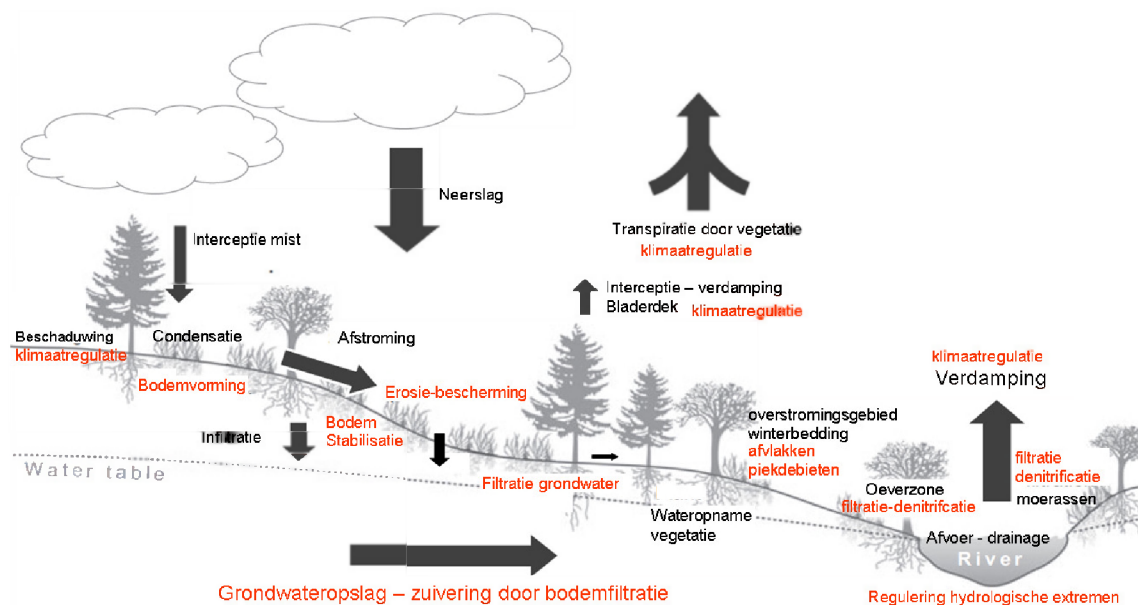 Neerslag
Interceptie mist
Transpiratie door vegetatie
klimaatregulatie
Interceptie – verdamping
Bladerdek
klimaatregulatie
Beschaduwing
klimaatregulatie
Condensatie
Afstroming
Bodemvorming
Erosie-bescherming
klimaatregulatie
Verdamping
Bodem
Stabilisatie
Infiltratie
overstromingsgebied
winterbedding
afvlakken
piekdebieten
Water table
Filtratie grondwater
filtratie
denitrificatie
moerassen
Oeverzone
filtratie-denitrifcatie
Wateropname
vegetatie
Afvoer - drainage
River
Grondwateropslag – zuivering door bodemfiltratie
Regulering hydrologische extremen